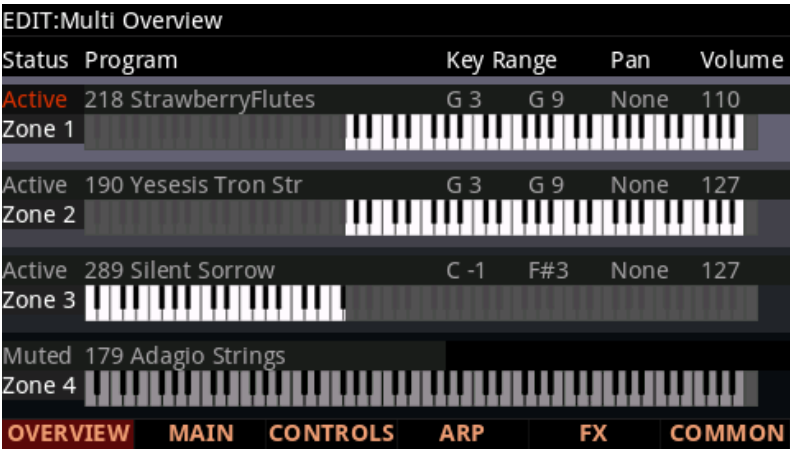 EDIT:Multi Overview
Status Program Key Range Pan Volume
Active 218 StrawberryFlutes G 3 G 9 None 110
Zone 1
Active 190 Yesesis Tron Str G 3 G 9 None 127
Zone 2
Active 289 Silent Sorrow C -1 F#3 None 127
Zone 3
Muted 179 Adagio Strings
Zone 4
OVERVIEW MAIN CONTROLS ARP FX COMMON